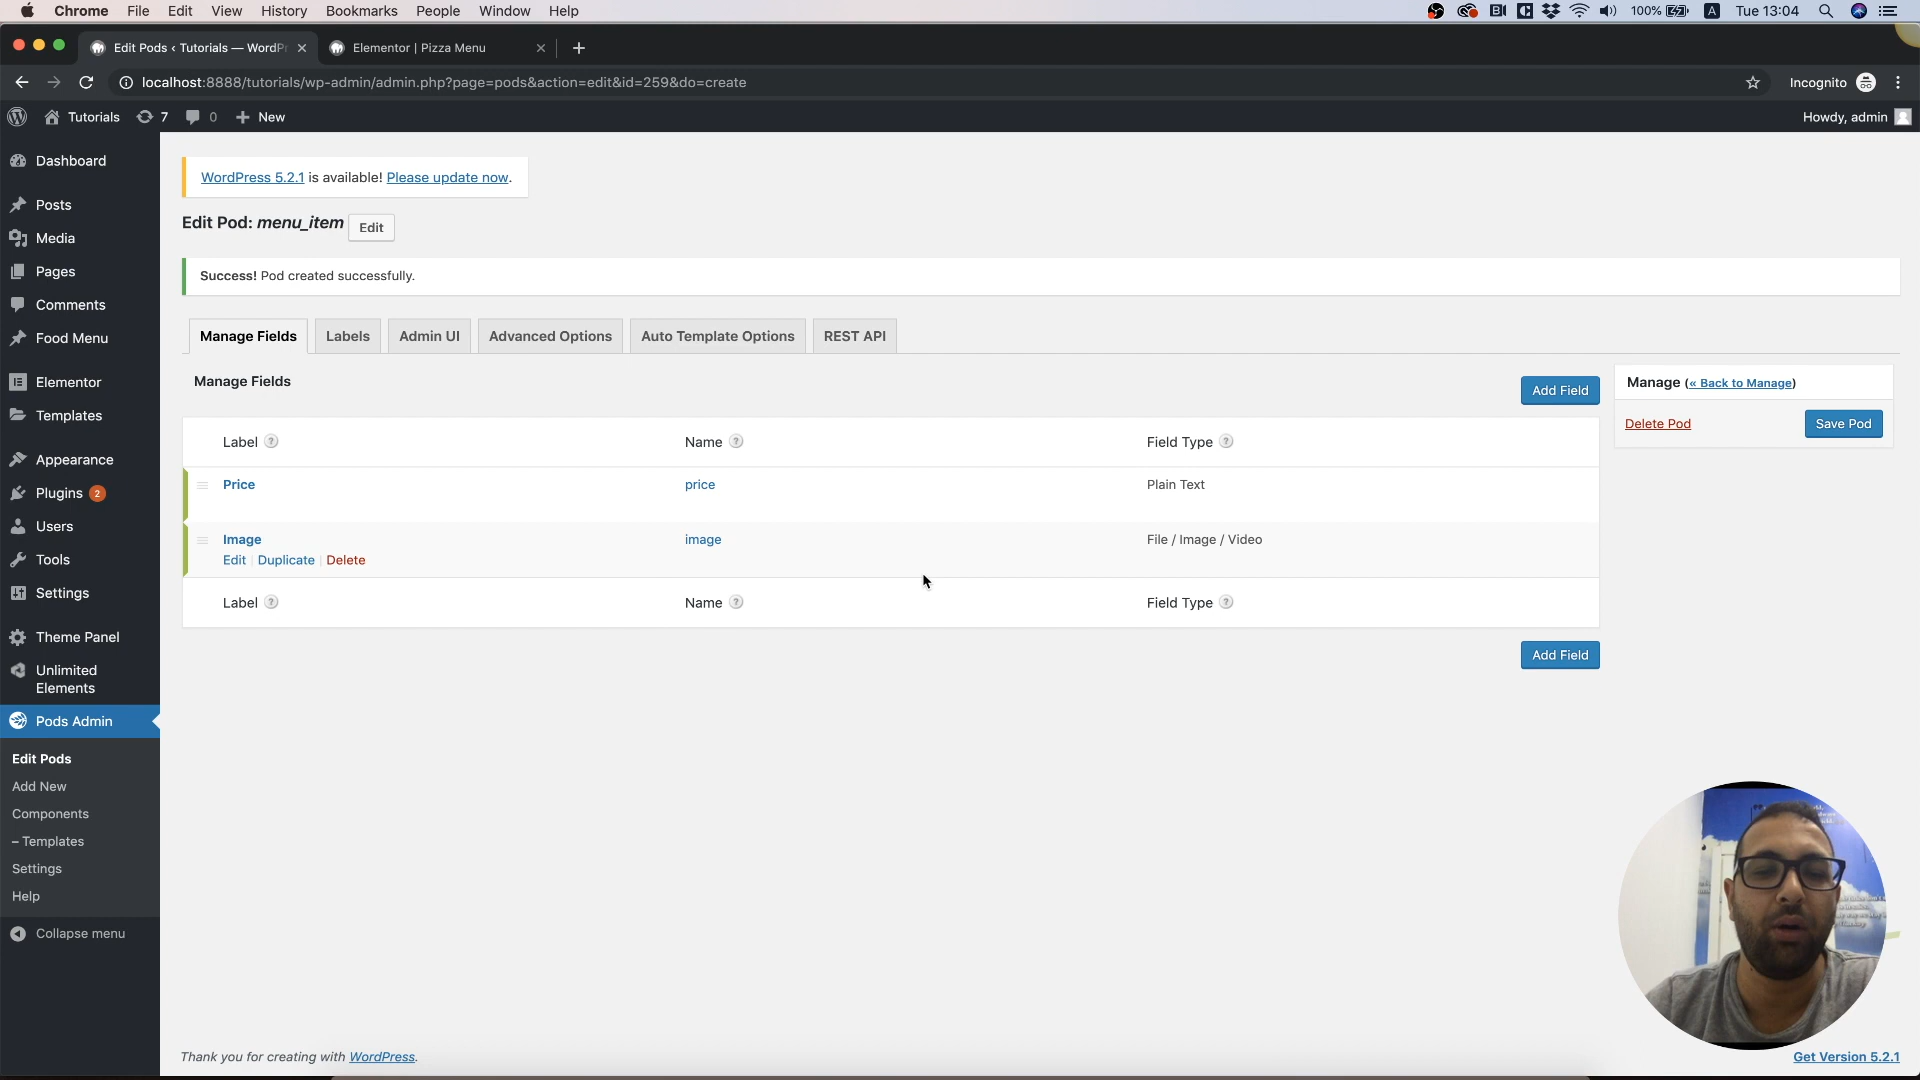 Chrome File Edit View History Bookmarks People Window Help 100% A Tue 13:04
Edit Pods ‹ Tutorials — WordPr Elementor | Pizza Menu
localhost:8888/tutorials/wp-admin/admin.php?page=pods&action=edit&id=259&do=create Incognito
Tutorials 7 0 New Howdy, admin
Dashboard
Posts
Media
Pages
Comments
Food Menu
Elementor
Templates
Appearance
Plugins 2
Users
Tools
Settings
Theme Panel
Unlimited
Elements
Pods Admin
Edit Pods
Add New
Components
– Templates
Settings
Help
Collapse menu
WordPress 5.2.1 is available! Please update now.
Edit Pod: menu_item Edit
Success! Pod created successfully.
Manage Fields Labels Admin UI Advanced Options Auto Template Options REST API
Manage Fields Add Field
Label ? Name ? Field Type ?
Price price Plain Text
Image image File / Image / Video
Edit | Duplicate | Delete
Label ? Name ? Field Type ?
Add Field
Manage (« Back to Manage)
Delete Pod Save Pod
Thank you for creating with WordPress. Get Version 5.2.1